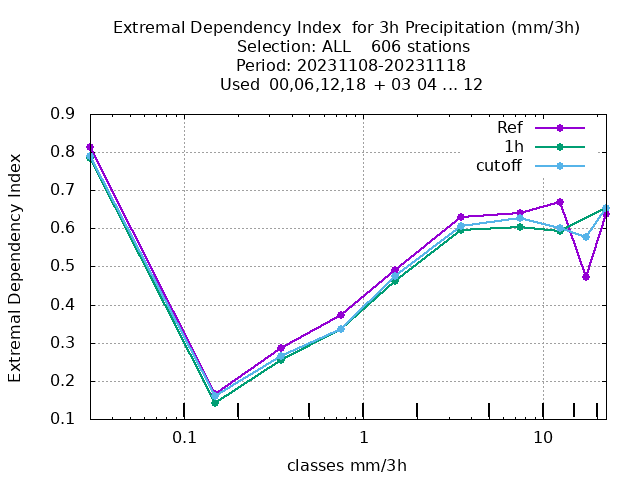 Extremal Dependency Index  for 3h Precipitation (mm/3h)
Selection: ALL    606 stations
Period: 20231108-20231118
Used  00,06,12,18  + 03 04 ... 12
Ref
1h
cutoff
0.9
0.8
0.7
0.6
0.5
0.4
0.3
0.2
0.1
Extremal Dependency Index
0.1
1
10
classes mm/3h